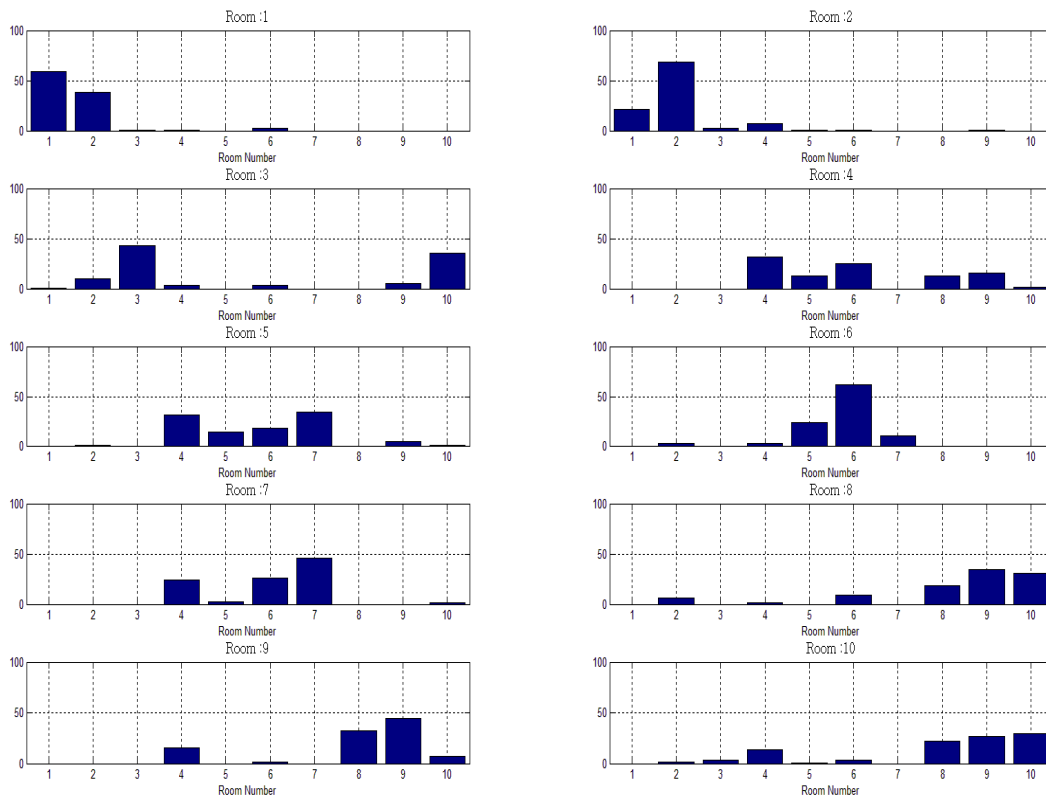 Room :1
100
50
0
1 2 3 4 5 6 7 8 9 10
Room Number
Room :2
100
50
0
1 2 3 4 5 6 7 8 9 10
Room Number
Room :3
100
50
0
1 2 3 4 5 6 7 8 9 10
Room Number
Room :4
100
50
0
1 2 3 4 5 6 7 8 9 10
Room Number
Room :5
100
50
0
1 2 3 4 5 6 7 8 9 10
Room Number
Room :6
100
50
0
1 2 3 4 5 6 7 8 9 10
Room Number
Room :7
100
50
0
1 2 3 4 5 6 7 8 9 10
Room Number
Room :8
100
50
0
1 2 3 4 5 6 7 8 9 10
Room Number
Room :9
100
50
0
1 2 3 4 5 6 7 8 9 10
Room Number
Room :10
100
50
0
1 2 3 4 5 6 7 8 9 10
Room Number